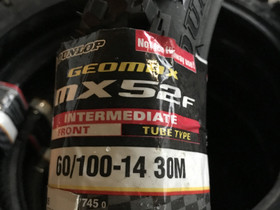 DUNLOP
GEOMAX
MX52F
INTERMEDIATE
FRONT TUBE TYPE
60/100-14 30M